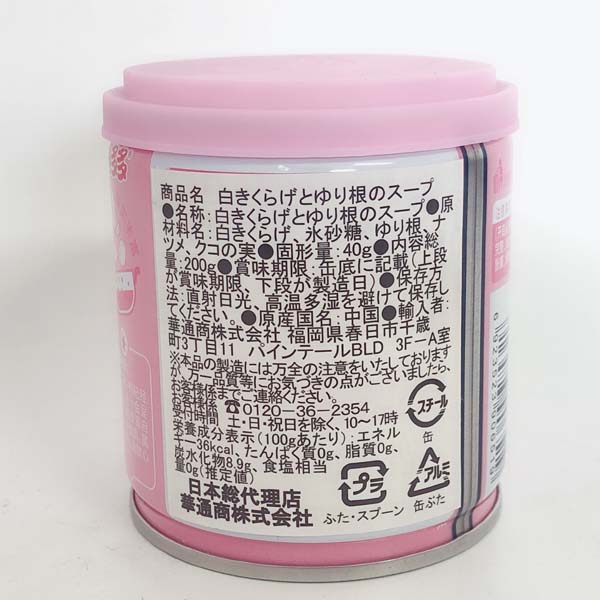 商品名 白きくらげとゆり根のスープ
●名称:白きくらげとゆり根のスープ●原
材料名:白きくらげ、氷砂糖、ゆり根、ナ
ツメ、クコの実●固形量:40g●内容総
量:200g●賞味期限:缶底に記載(上段
が賞味期限、下段が製造日)●保存方
法:直射日光、高温多湿を避けて保存し
てください。●原産国名:中国●輸入者:
華通商株式会社 福岡県春日市千歳
町3丁目11 パインテールBLD 3F-A室
※本品の製造には万全の注意をいたしております
が、万一品質等にお気づきの点がございましたら、
お客様係までご連絡ください。
お客様係 ☎0120-36-2354
受付時間 土・日・祝日を除く、10~17時
栄養成分表示(100gあたり):エネル
ギー36kcal、たんぱく質0g、脂質0g、
炭水化物8.9g、食塩相当
量0g(推定値)
日本総代理店
華通商株式会社
スチール
缶
プラ
ふた・スプーン
アルミ
缶ぶた